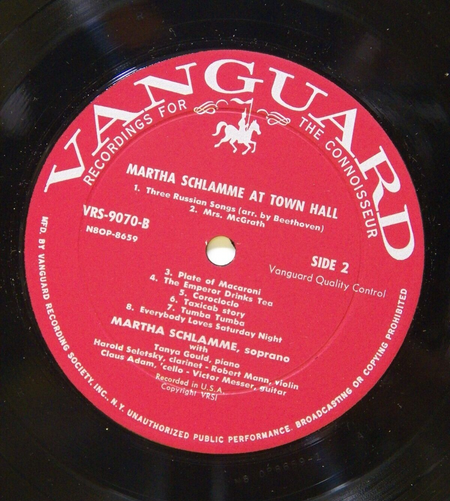 VANGUARD
RECORDINGS FOR THE CONNOISSEUR
MARTHA SCHLAMME AT TOWN HALL
1. Three Russian Songs (arr. by Beethoven)
2. Mrs. McGrath
VRS-9070-B
N8OP-8659
SIDE 2
Vanguard Quality Control
3. Plate of Macaroni
4. The Emperor Drinks Tea
5. Corocloclo
6. Taxicab story
7. Tumba Tumba
8. Everybody Loves Saturday Night
MARTHA SCHLAMME, soprano
with
Tanya Gould, piano
Harold Seletsky, clarinet - Robert Mann, violin
Claus Adam, 'cello - Victor Messer, guitar
Recorded in U.S.A.
Copyright VRSI
MFD. BY VANGUARD RECORDING SOCIETY, INC., N.Y. UNAUTHORIZED PUBLIC PERFORMANCE, BROADCASTING OR COPYING PROHIBITED